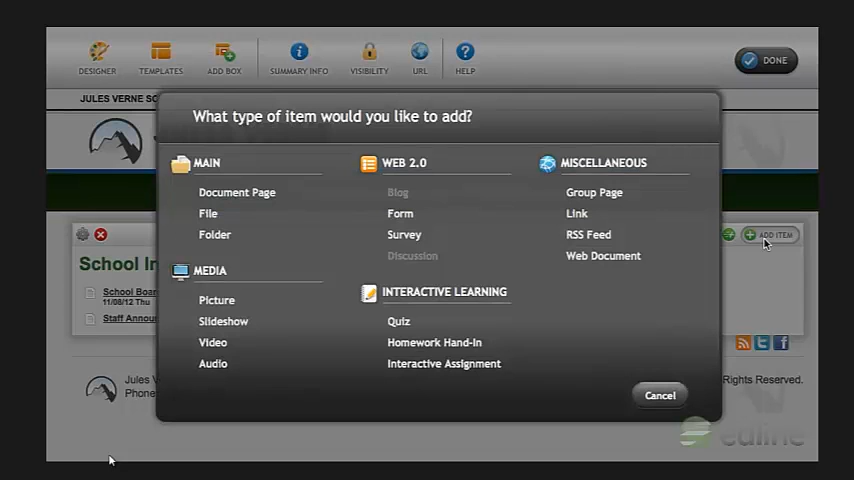 DESIGNER TEMPLATES ADD BOX SUMMARY INFO VISIBILITY URL HELP DONE
JULES VERNE SC
What type of item would you like to add?
MAIN
Document Page
File
Folder
MEDIA
Picture
Slideshow
Video
Audio
WEB 2.0
Blog
Form
Survey
Discussion
INTERACTIVE LEARNING
Quiz
Homework Hand-In
Interactive Assignment
MISCELLANEOUS
Group Page
Link
RSS Feed
Web Document
Cancel
ADD ITEM
School In
School Boar
11/08/12 Thu
Staff Annou
Jules V
Phone
Rights Reserved.
edline